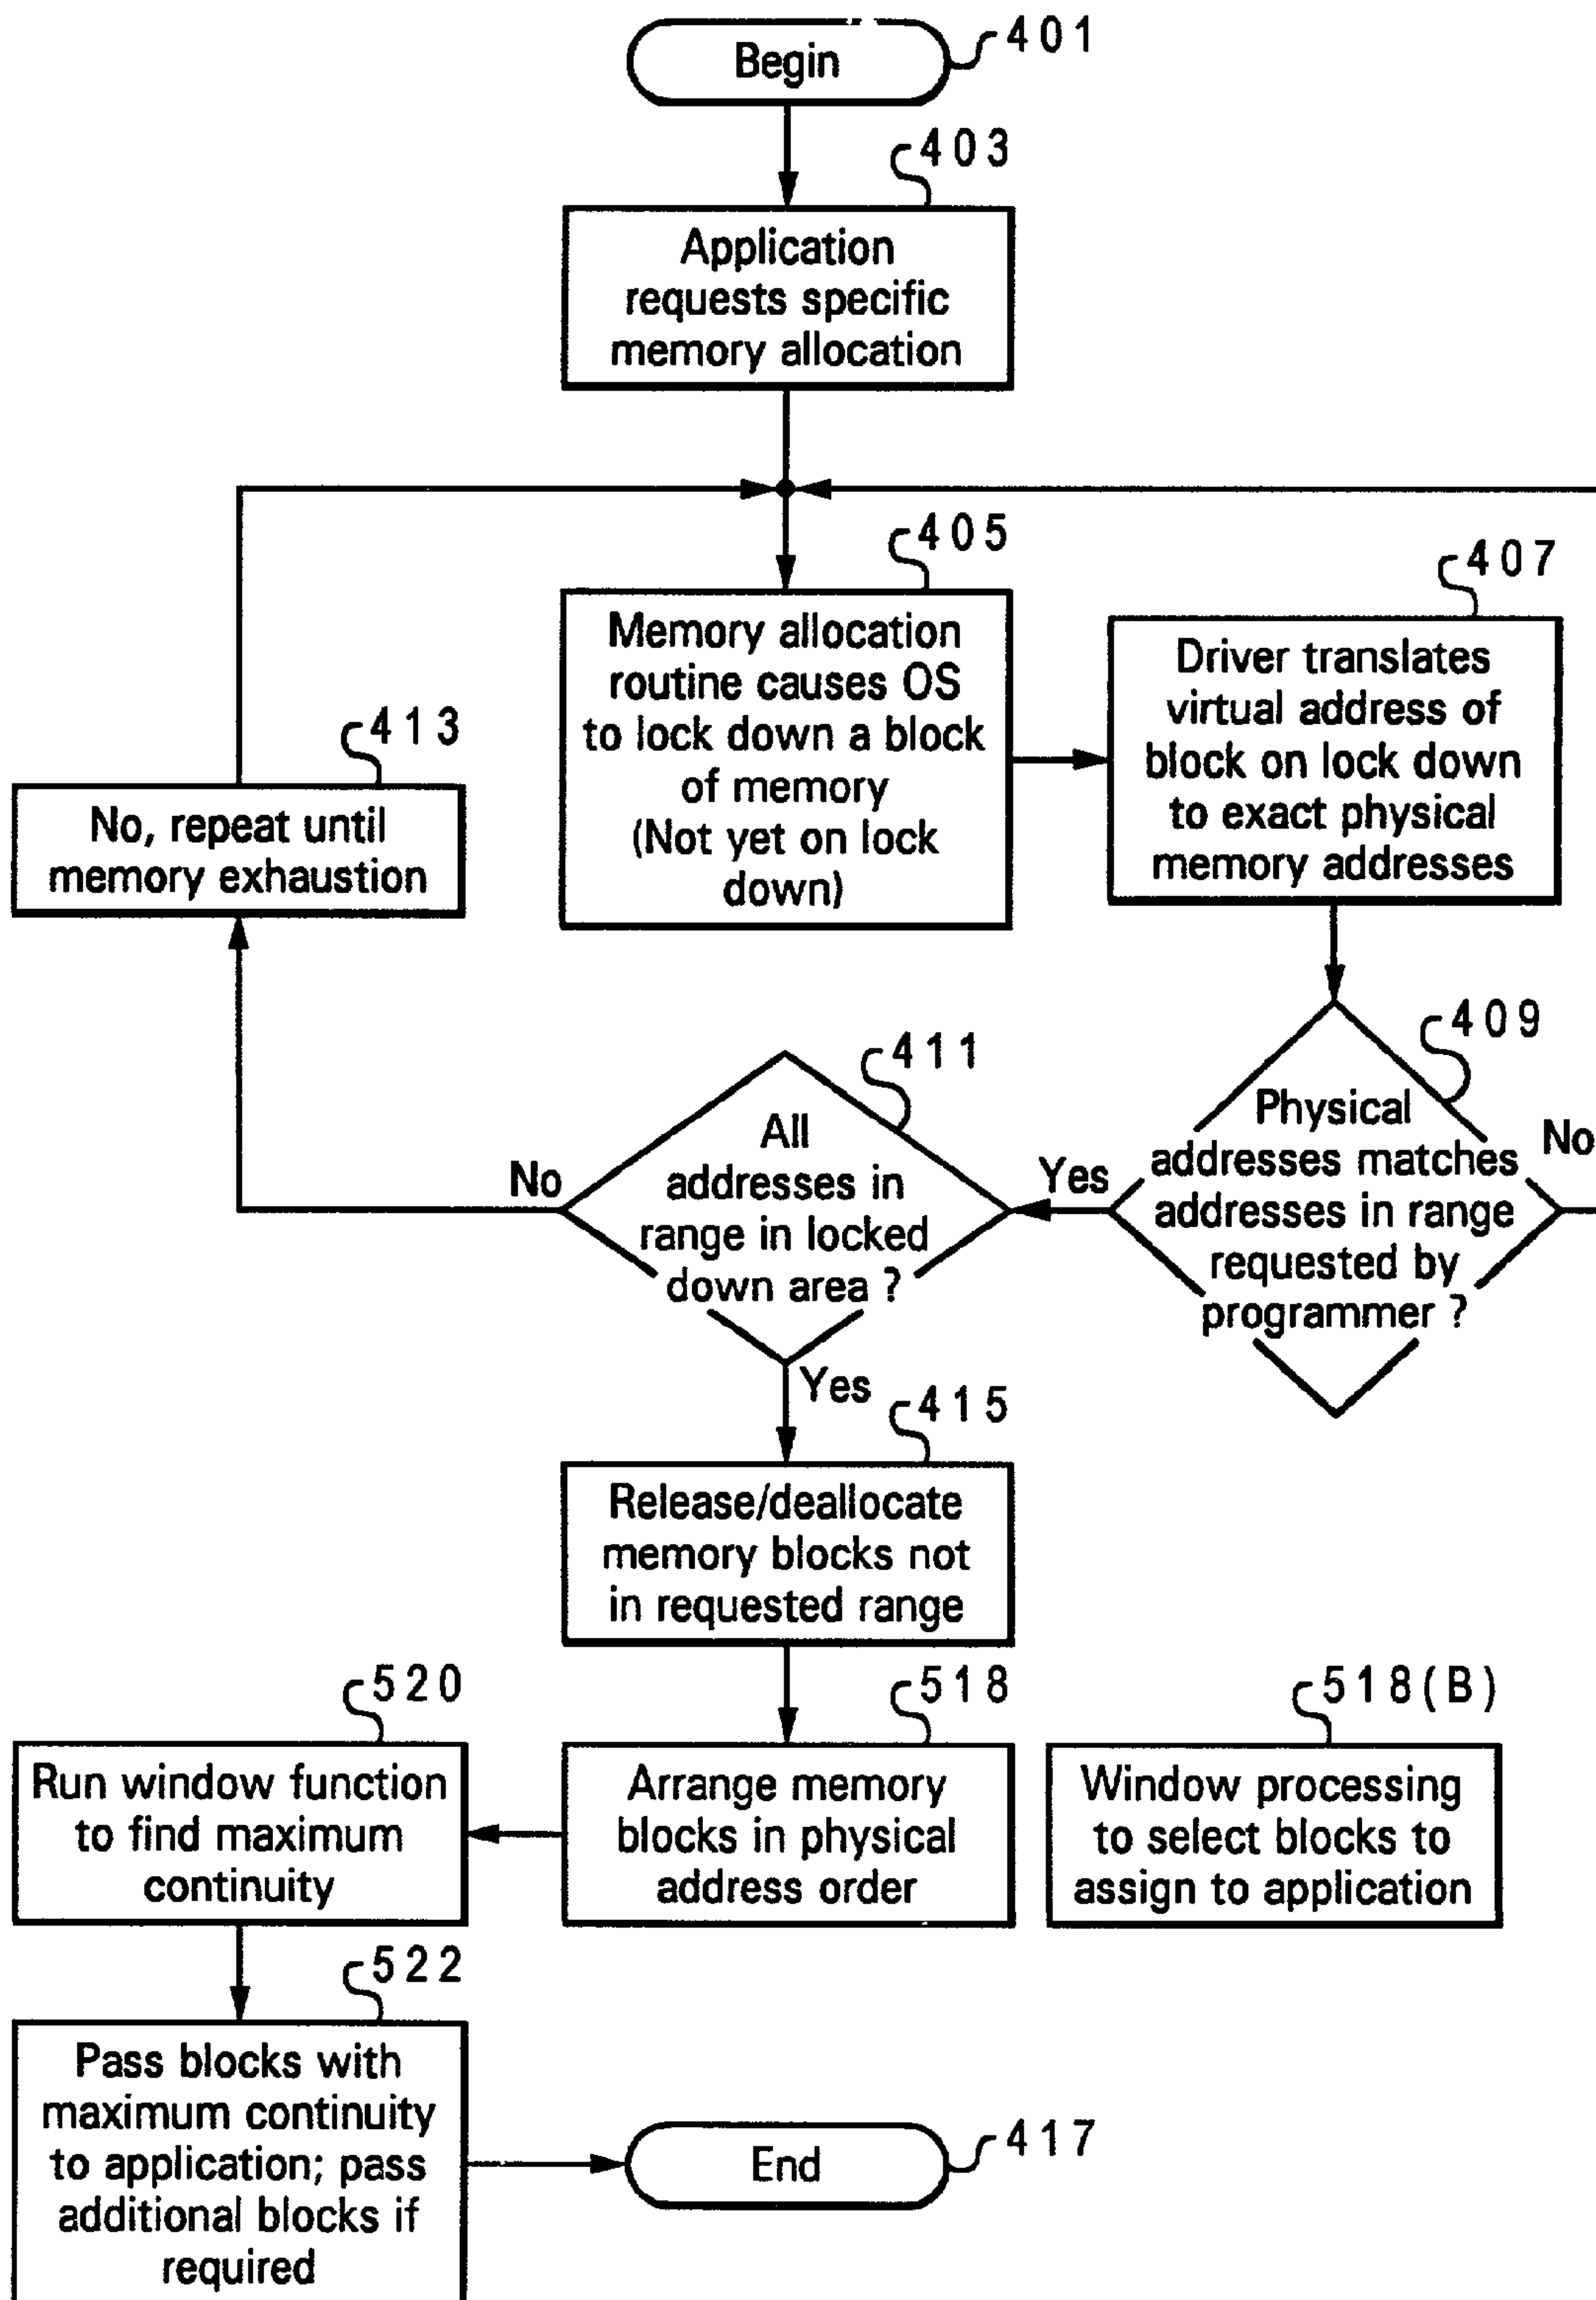 Begin
401
403
Application
requests specific
memory allocation
405
Memory allocation
routine causes OS
to lock down a block
of memory
(Not yet on lock
down)
407
Driver translates
virtual address of
block on lock down
to exact physical
memory addresses
413
No, repeat until
memory exhaustion
409
Physical
addresses matches
addresses in range
requested by
programmer ?
No
Yes
411
All
addresses in
range in locked
down area ?
No
Yes
415
Release/deallocate
memory blocks not
in requested range
518
Arrange memory
blocks in physical
address order
518(B)
Window processing
to select blocks to
assign to application
520
Run window function
to find maximum
continuity
522
Pass blocks with
maximum continuity
to application; pass
additional blocks if
required
End
417